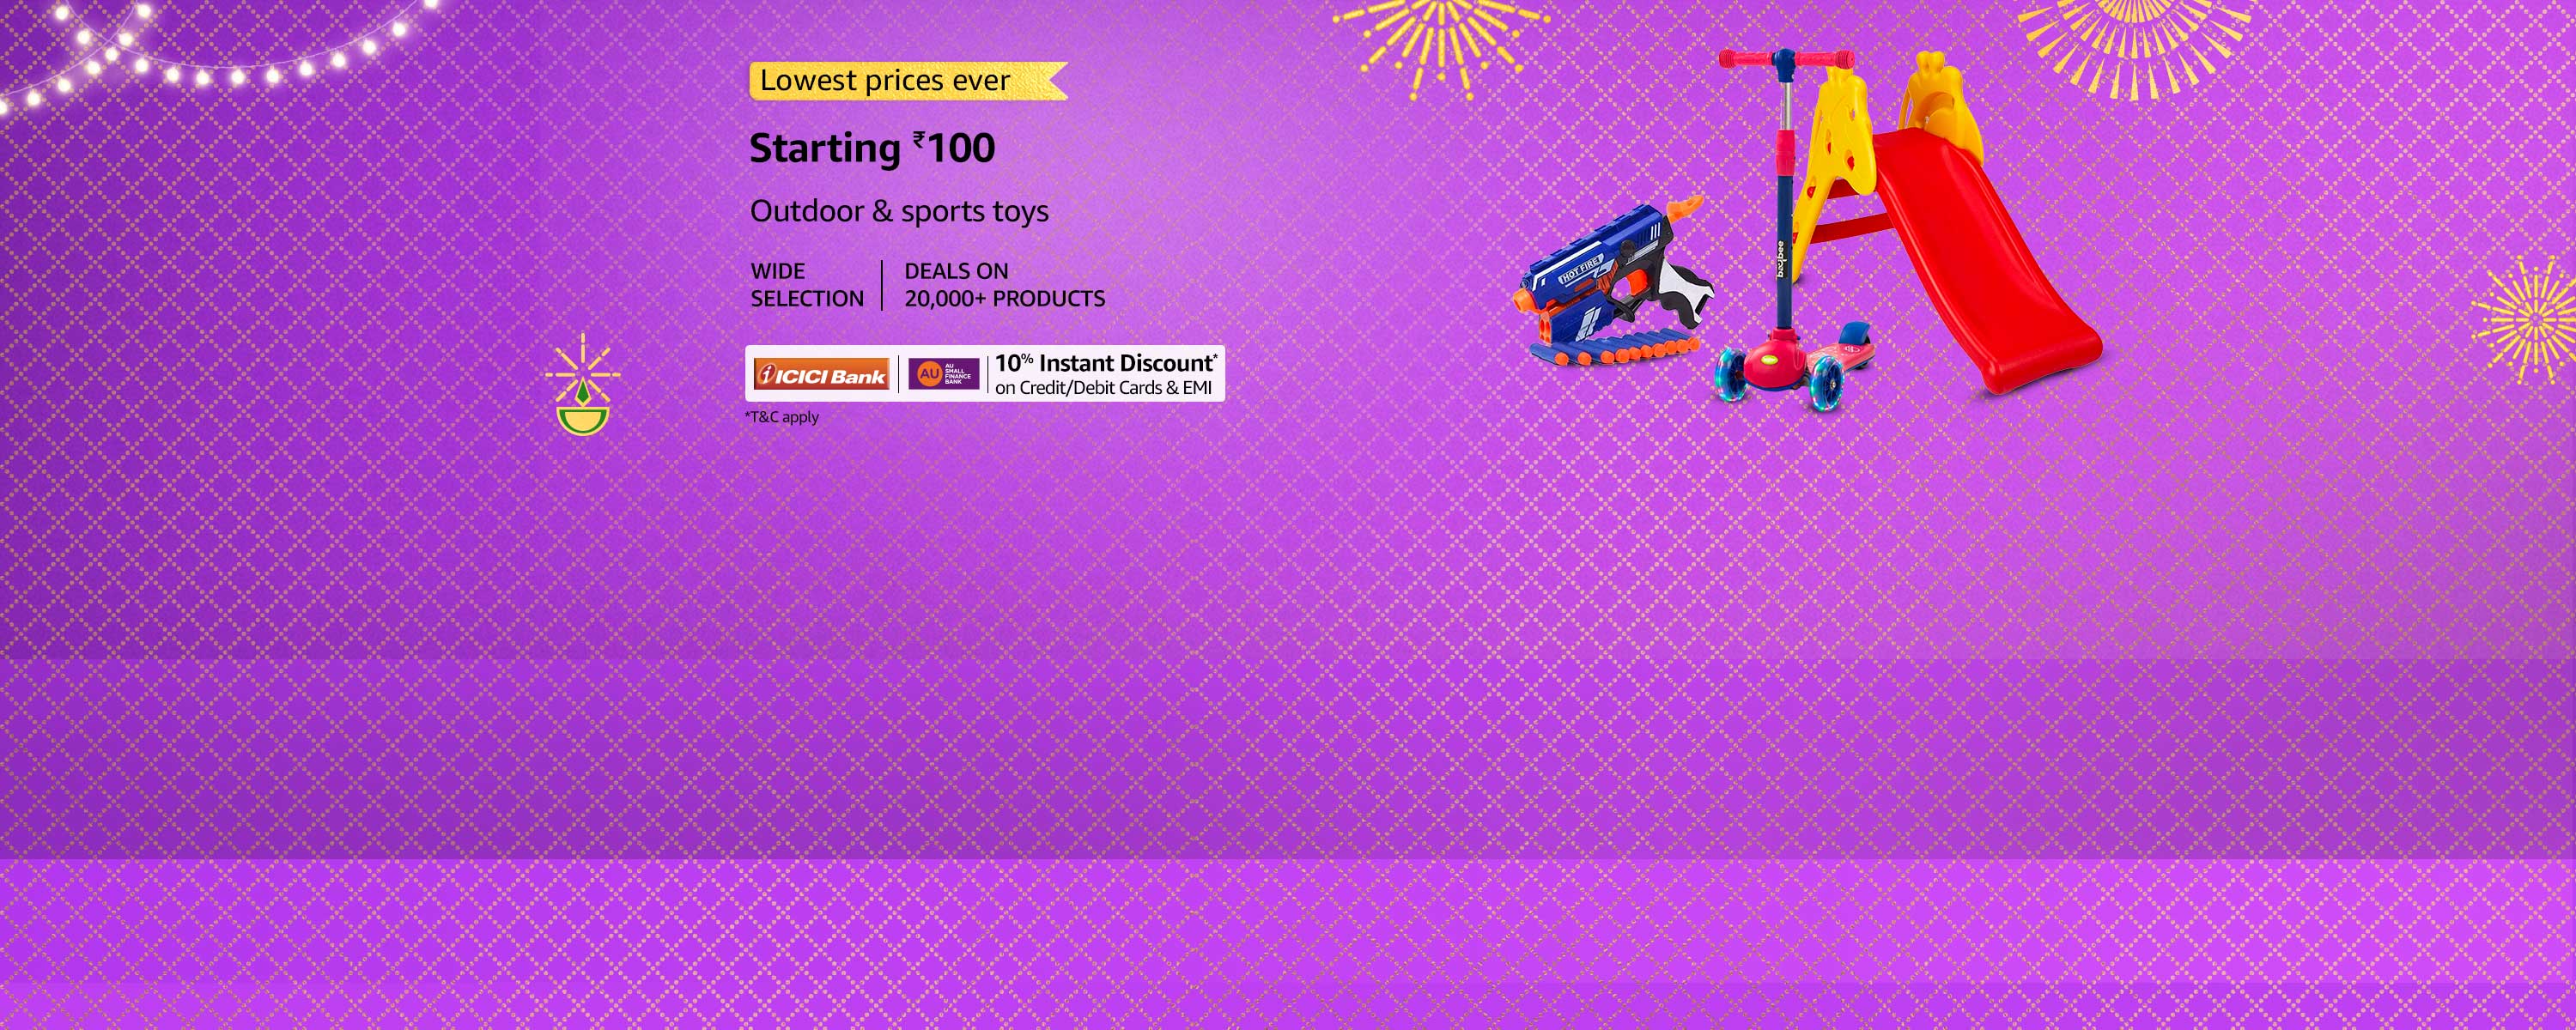 Lowest prices ever
Starting ₹100
Outdoor & sports toys
WIDE
SELECTION
DEALS ON
20,000+ PRODUCTS
ICICI Bank
AU
AU
SMALL
FINANCE
BANK
10% Instant Discount*
on Credit/Debit Cards & EMI
*T&C apply
HOT FIRE
baybee